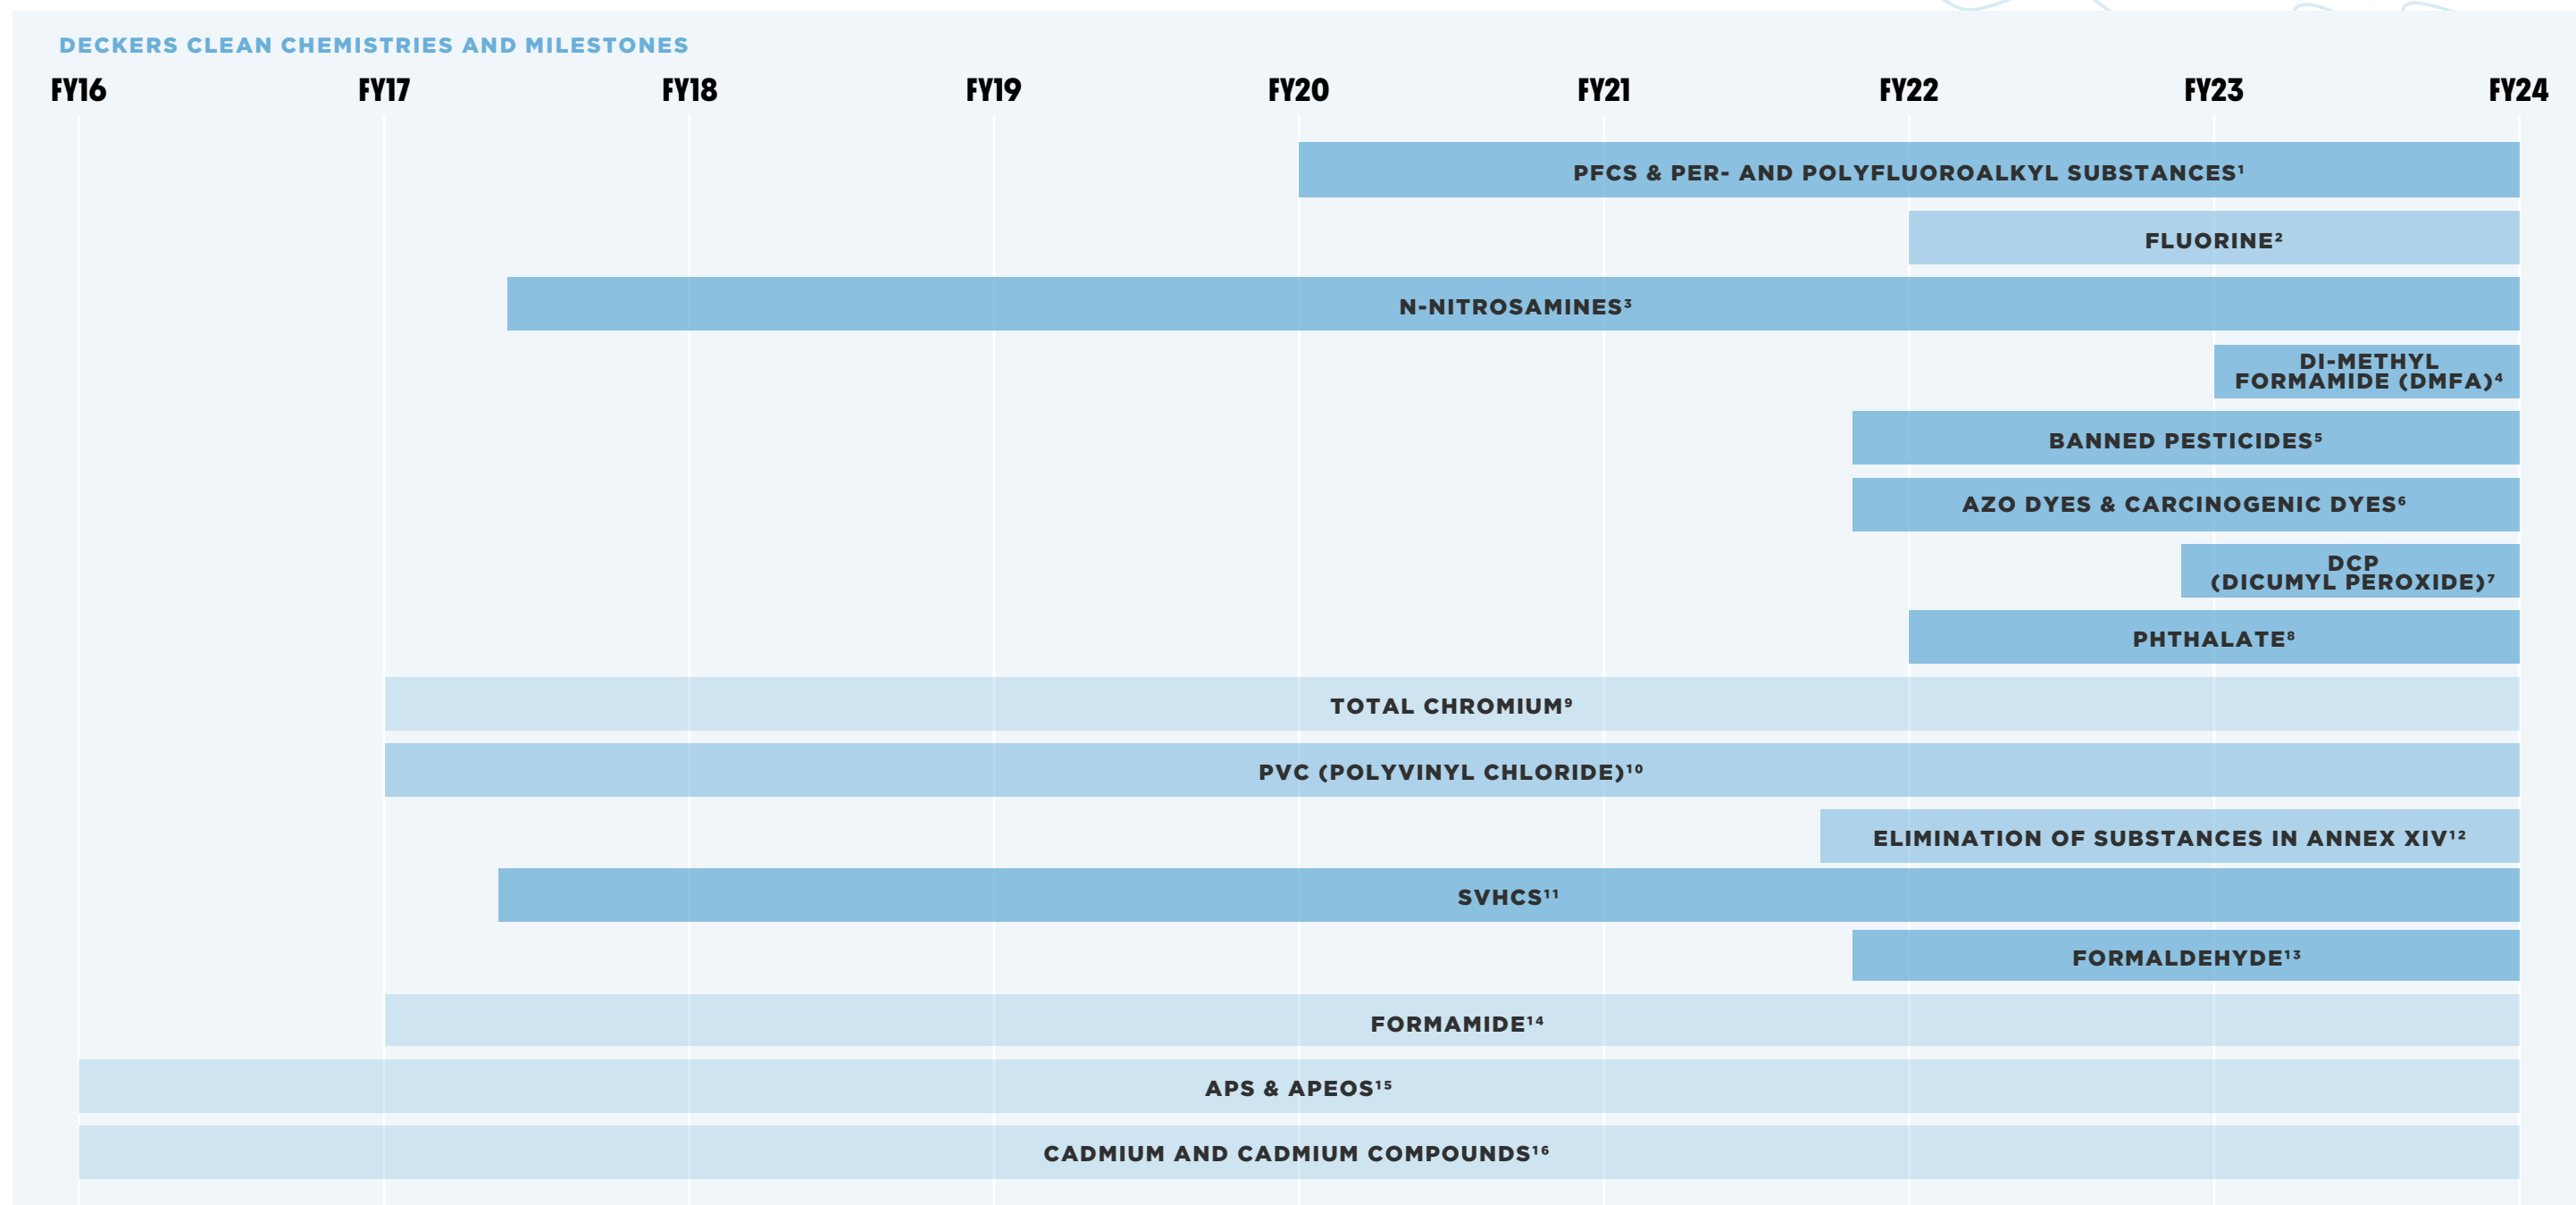 DECKERS CLEAN CHEMISTRIES AND MILESTONES
FY16 FY17 FY18 FY19 FY20 FY21 FY22 FY23 FY24
PFCS & PER- AND POLYFLUOROALKYL SUBSTANCES¹
FLUORINE²
N-NITROSAMINES³
DI-METHYL
FORMAMIDE (DMFA)⁴
BANNED PESTICIDES⁵
AZO DYES & CARCINOGENIC DYES⁶
DCP
(DICUMYL PEROXIDE)⁷
PHTHALATE⁸
TOTAL CHROMIUM⁹
PVC (POLYVINYL CHLORIDE)¹⁰
ELIMINATION OF SUBSTANCES IN ANNEX XIV¹²
SVHCS¹¹
FORMALDEHYDE¹³
FORMAMIDE¹⁴
APS & APEOS¹⁵
CADMIUM AND CADMIUM COMPOUNDS¹⁶